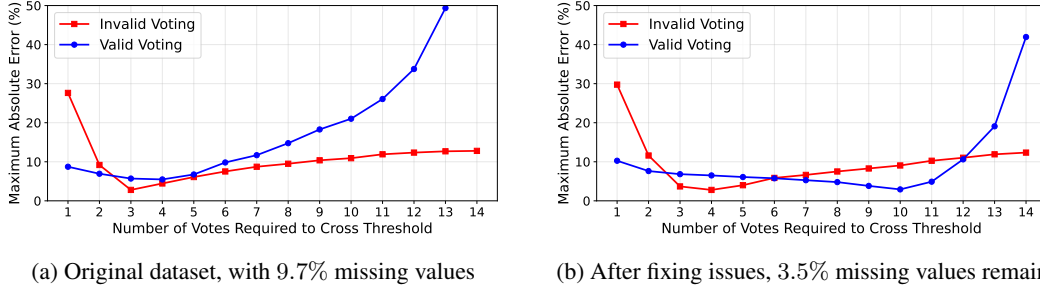 Maximum Absolute Error (%)
50
40
30
20
10
0
Invalid Voting
Valid Voting
1 2 3 4 5 6 7 8 9 10 11 12 13 14
Number of Votes Required to Cross Threshold
(a) Original dataset, with 9.7% missing values
Maximum Absolute Error (%)
50
40
30
20
10
0
Invalid Voting
Valid Voting
1 2 3 4 5 6 7 8 9 10 11 12 13 14
Number of Votes Required to Cross Threshold
(b) After fixing issues, 3.5% missing values remain